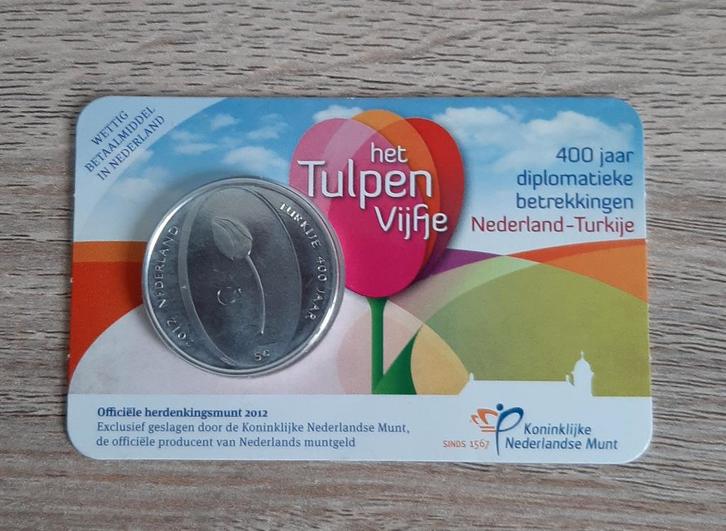 WETTIG
BETAALMIDDEL
IN NEDERLAND
het
Tulpen
Vijfje
400 jaar
diplomatieke
betrekkingen
Nederland-Turkije
2012 NEDERLAND
TURKIJE 400 JAAR
5€
Officiële herdenkingsmunt 2012
Exclusief geslagen door de Koninklijke Nederlandse Munt,
de officiële producent van Nederlands muntgeld
SINDS 1567
Koninklijke
Nederlandse Munt